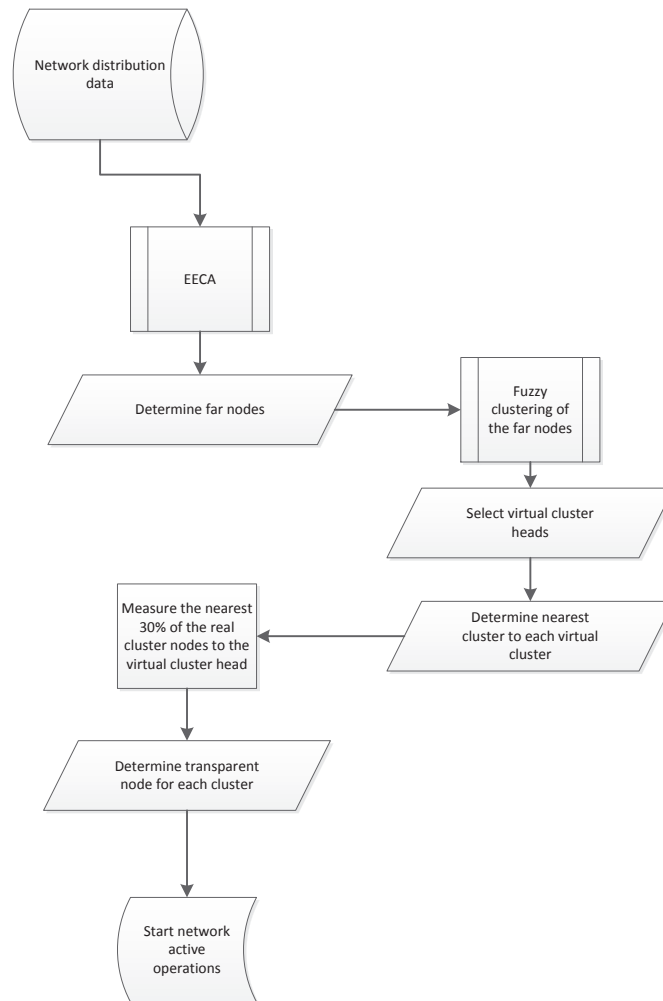 Network distribution
data
EECA
Determine far nodes
Fuzzy
clustering of
the far nodes
Select virtual cluster
heads
Determine nearest
cluster to each virtual
cluster
Measure the nearest
30% of the real
cluster nodes to the
virtual cluster head
Determine transparent
node for each cluster
Start network
active
operations